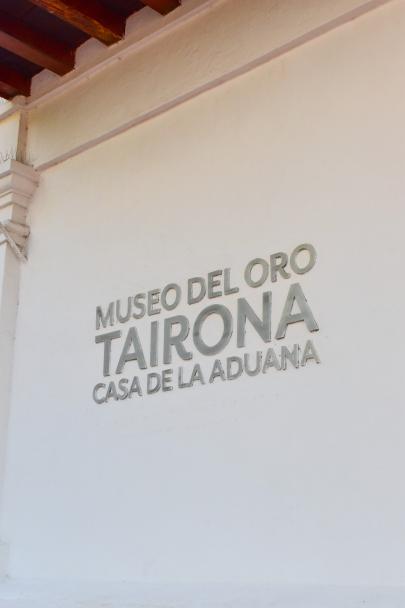 MUSEO DEL ORO
TAIRONA
CASA DE LA ADUANA